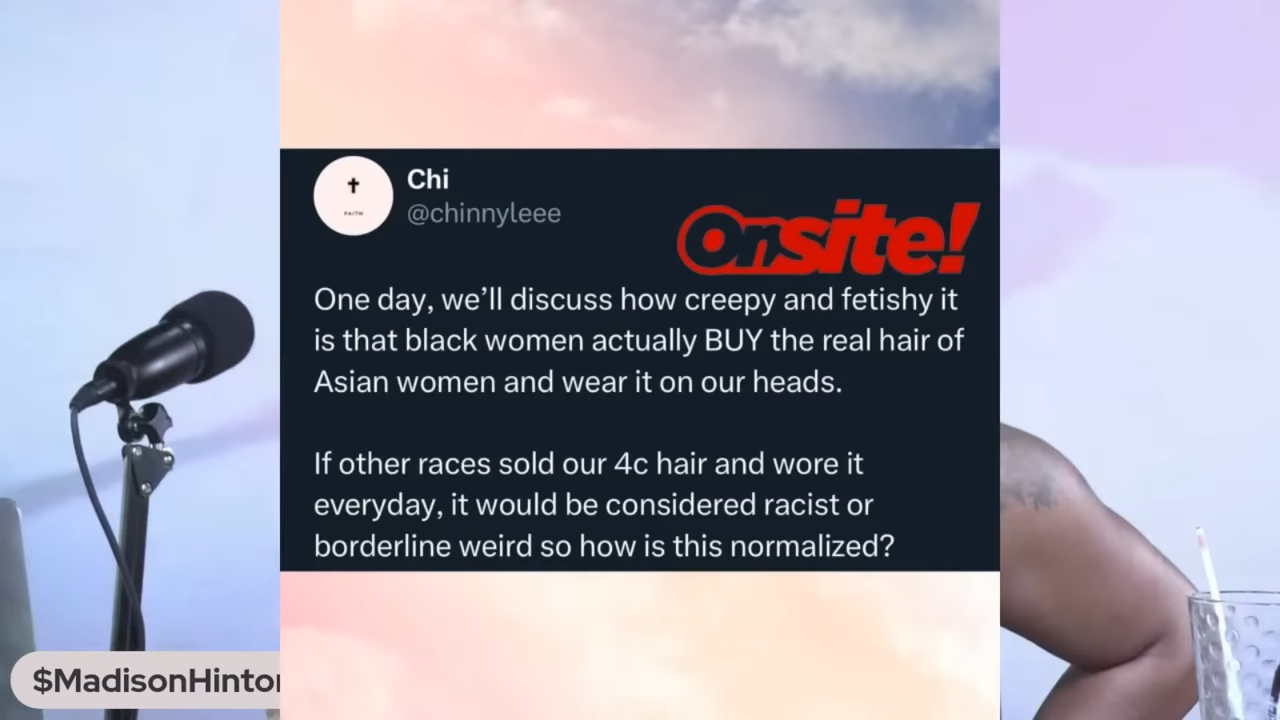 ✝
FAITH
Chi
@chinnyleee
Onsite!
One day, we’ll discuss how creepy and fetishy it
is that black women actually BUY the real hair of
Asian women and wear it on our heads.
If other races sold our 4c hair and wore it
everyday, it would be considered racist or
borderline weird so how is this normalized?
$MadisonHinton